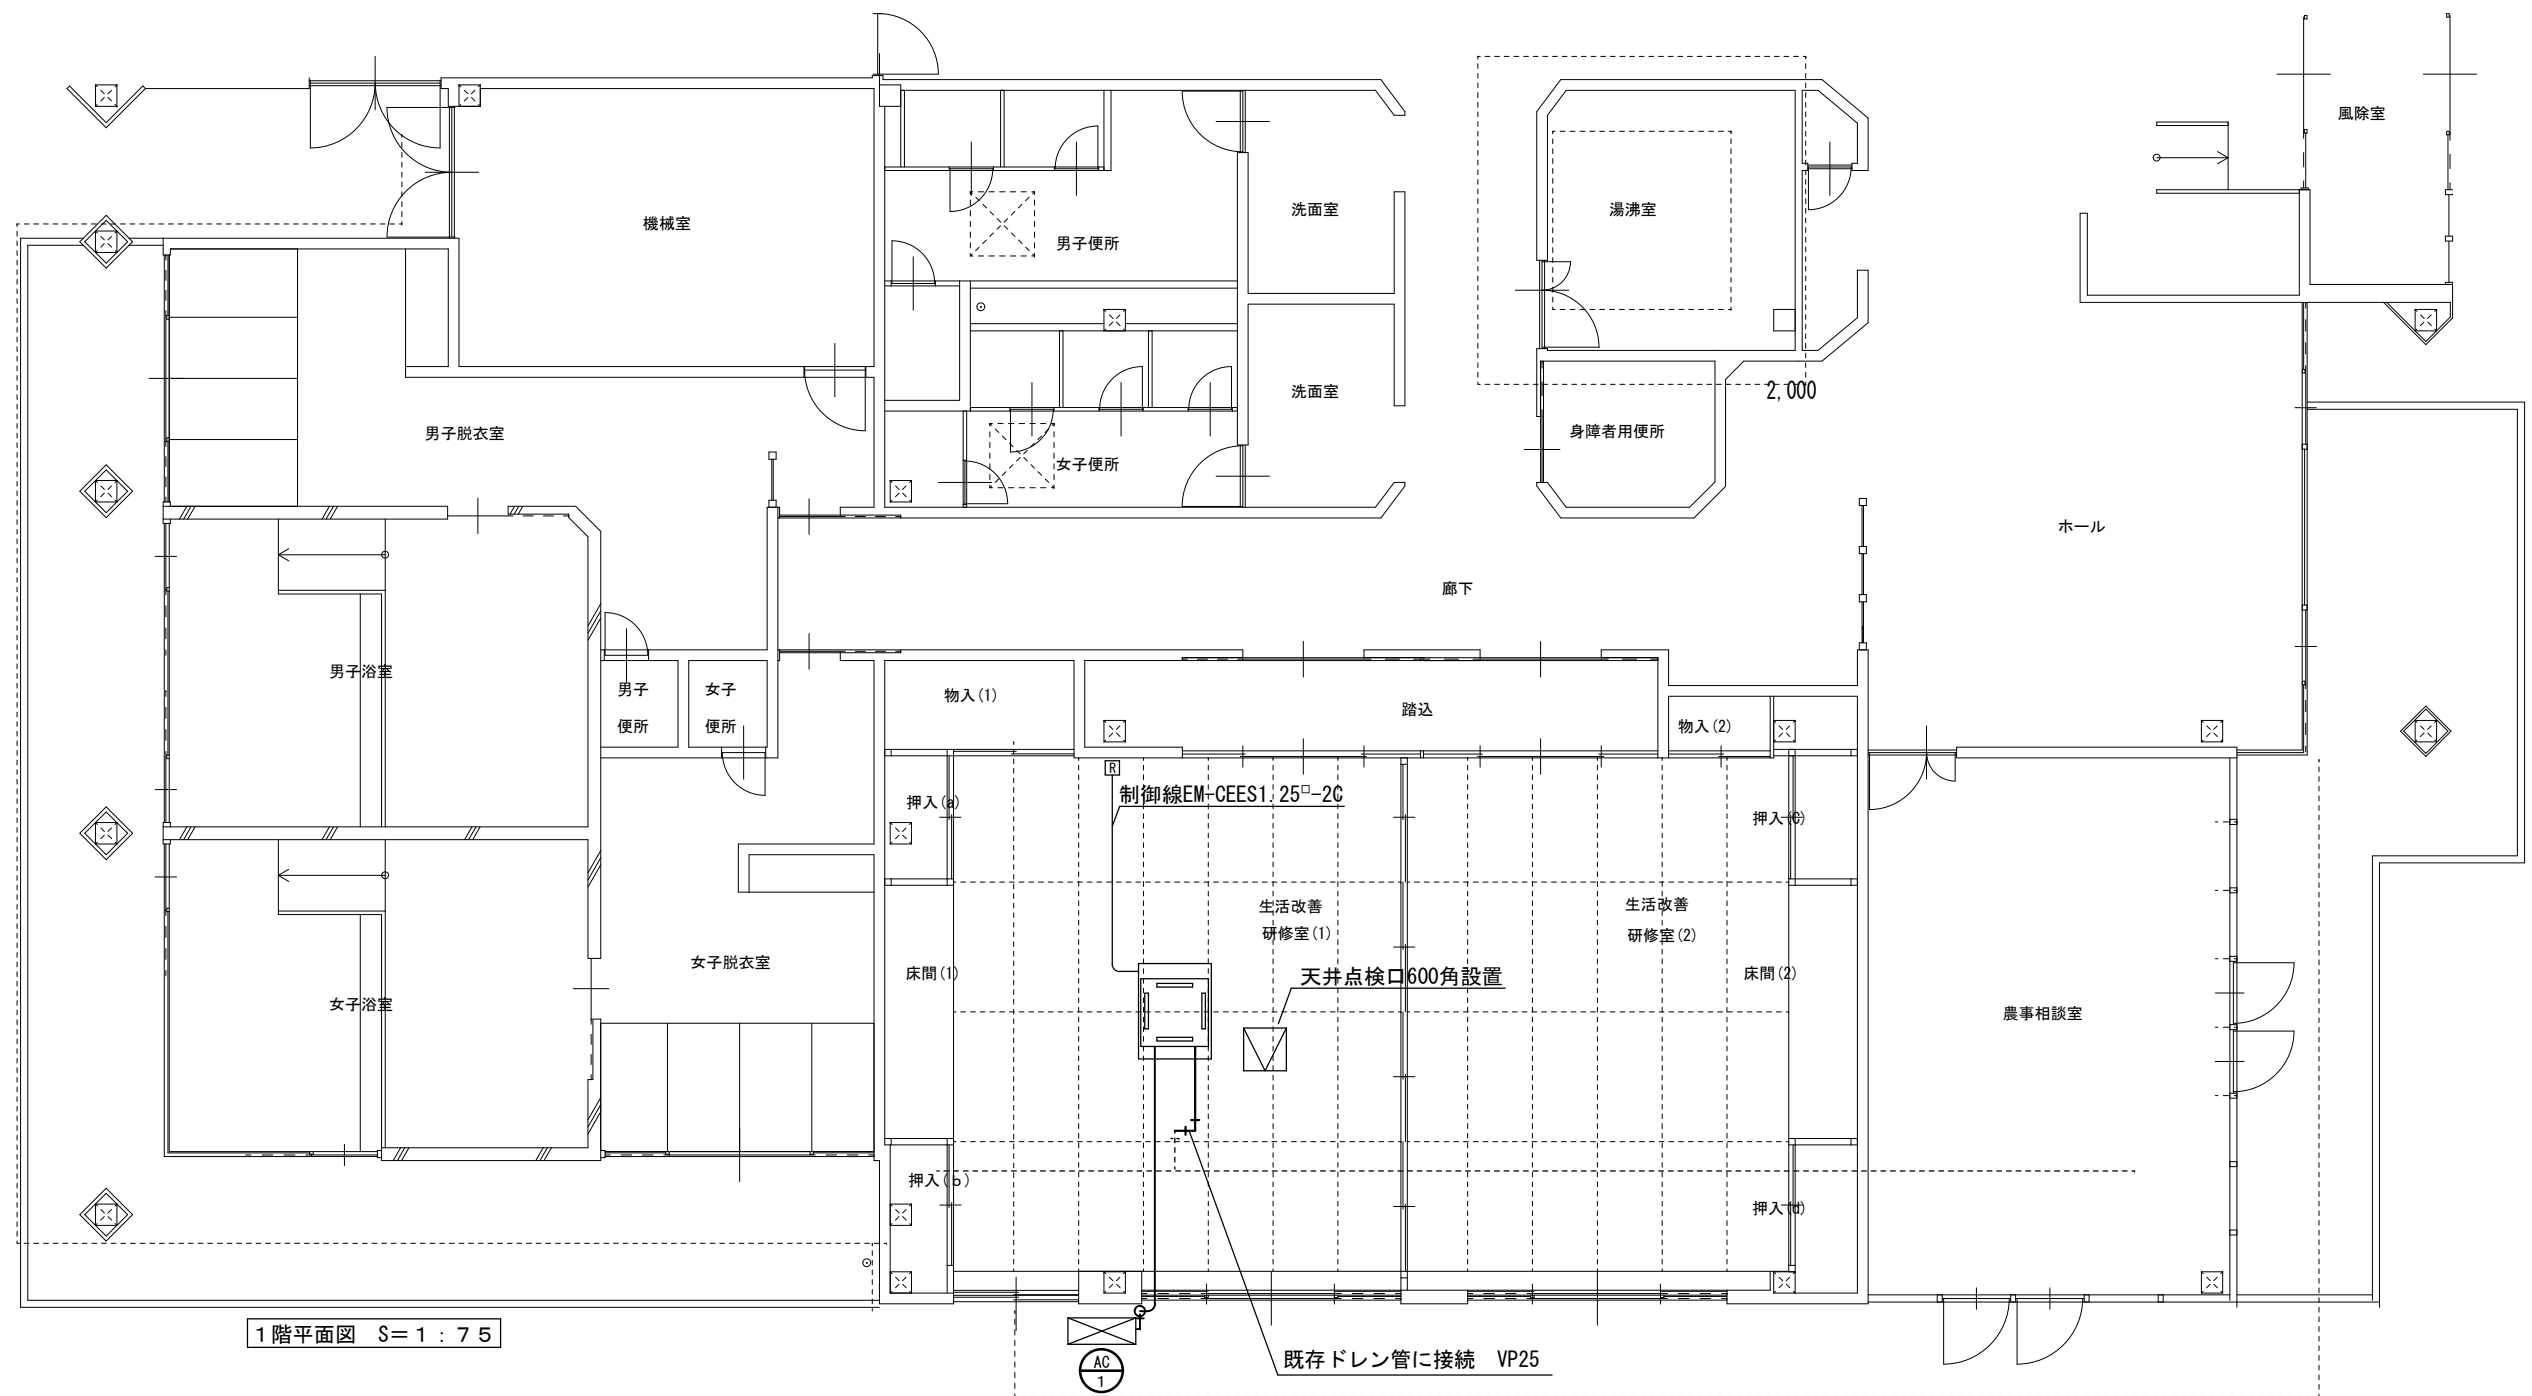 風除室
機械室
男子便所
洗面室
湯沸室
2,000
洗面室
男子脱衣室
女子便所
身障者用便所
ホール
廊下
男子浴室
男子
便所
女子
便所
物入(1)
踏込
物入(2)
R
制御線EM-CEES1.25□-2C
押入(a)
押入(C)
生活改善
研修室(1)
生活改善
研修室(2)
女子脱衣室
床間(1)
天井点検口600角設置
床間(2)
女子浴室
農事相談室
押入(b)
押入(d)
1階平面図 S=1:75
既存ドレン管に接続 VP25
AC
1